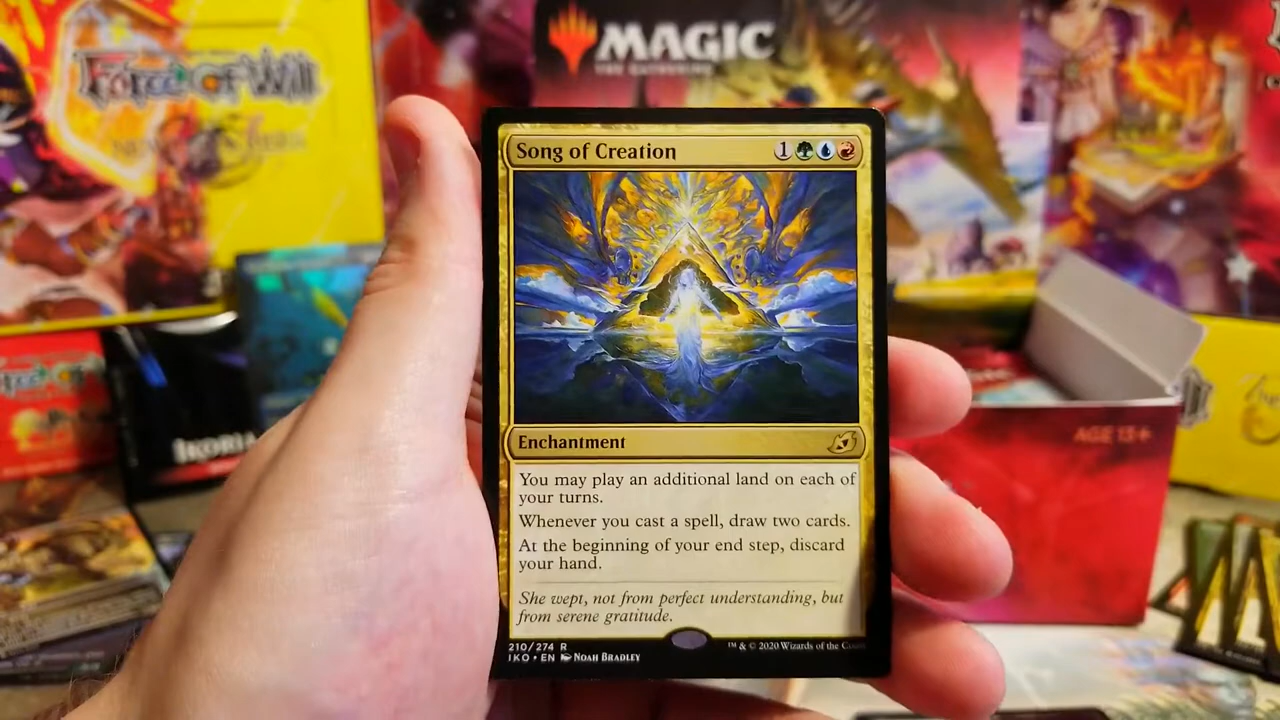 Force Of Will
MAGIC
THE GATHERING
Song of Creation
1
Enchantment
You may play an additional land on each of
your turns.
Whenever you cast a spell, draw two cards.
At the beginning of your end step, discard
your hand.
She wept, not from perfect understanding, but
from serene gratitude.
210/274 R
IKO • EN NOAH BRADLEY
™ & © 2020 Wizards of the
IKORIA
AGE 13+